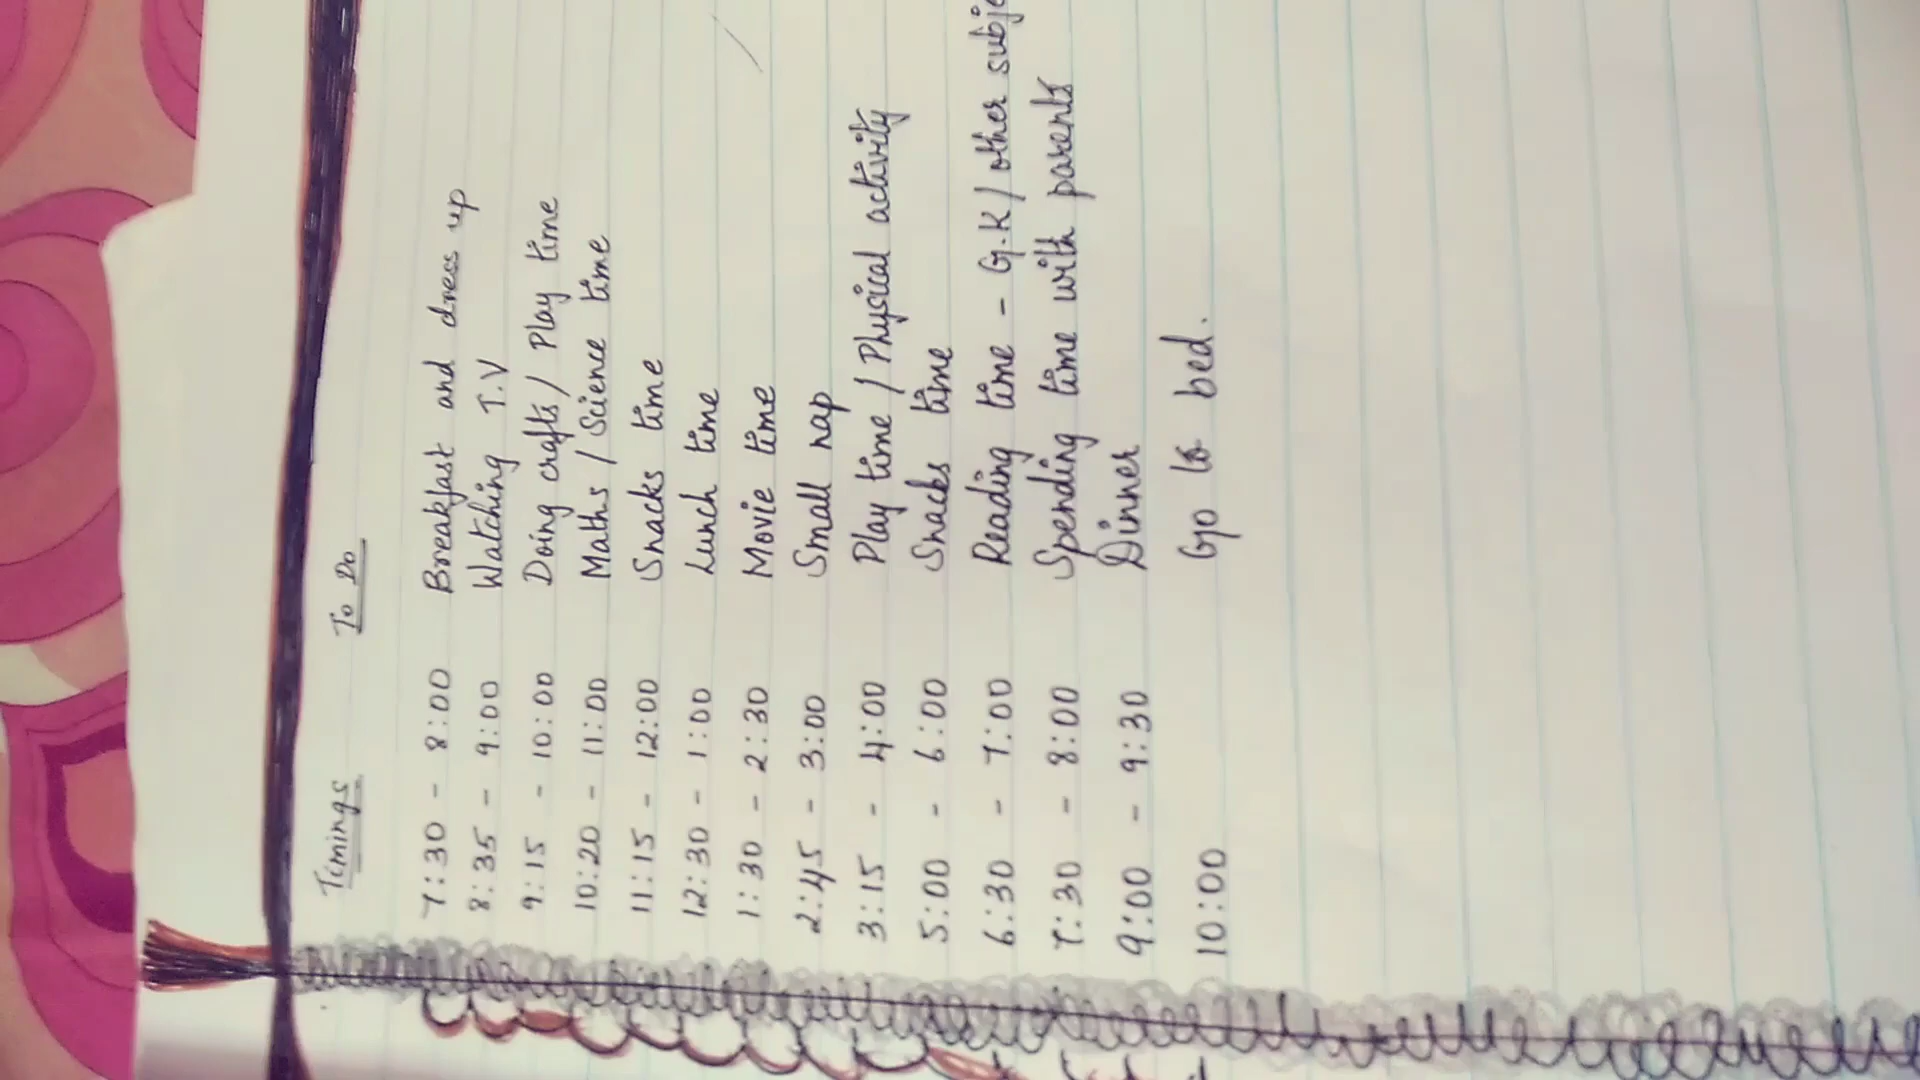 Timings To Do
7:30 - 8:00 Breakfast and dress up
8:35 - 9:00 Watching T.V
9:15 - 10:00 Doing crafts / Play time
10:20 - 11:00 Maths / Science time
11:15 - 12:00 Snacks time
12:30 - 1:00 Lunch time
1:30 - 2:30 Movie time
2:45 - 3:00 Small nap
3:15 - 4:00 Play time / Physical activity
5:00 - 6:00 Snacks time
6:30 - 7:00 Reading time - G.K / other
7:30 - 8:00 Spending time with parents
9:00 - 9:30 Dinner
10:00 Go to bed.